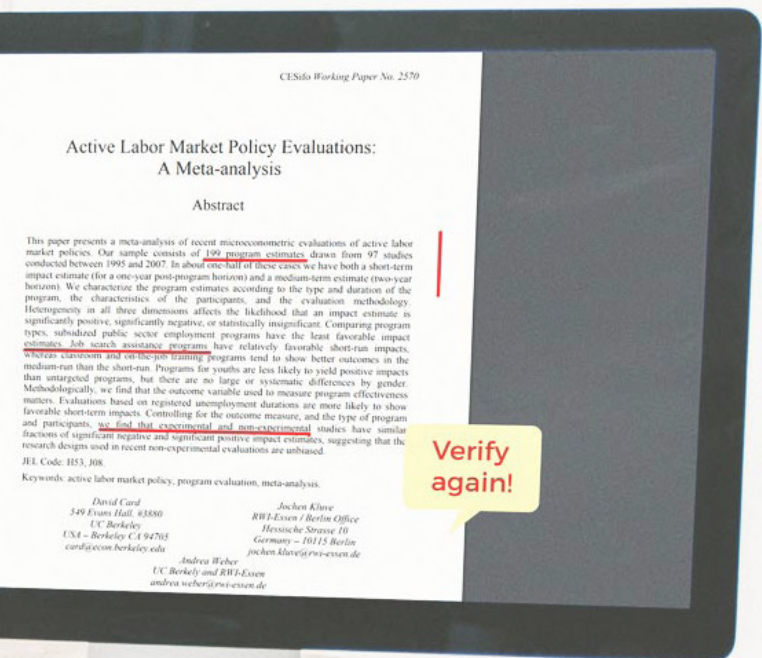 CESifo Working Paper No. 2570
Active Labor Market Policy Evaluations:
A Meta-analysis
Abstract
This paper presents a meta-analysis of recent microeconometric evaluations of active labor
market policies. Our sample consists of 199 program estimates drawn from 97 studies
conducted between 1995 and 2007. In about one-half of these cases we have both a short-term
impact estimate (for a one-year post-program horizon) and a medium-term estimate (two-year
horizon). We characterize the program estimates according to the type and duration of the
program, the characteristics of the participants, and the evaluation methodology.
Heterogeneity in all three dimensions affects the likelihood that an impact estimate is
significantly positive, significantly negative, or statistically insignificant. Comparing program
types, subsidized public sector employment programs have the least favorable impact
estimates. Job search assistance programs have relatively favorable short-run impacts,
whereas classroom and on-the-job training programs tend to show better outcomes in the
medium-run than the short-run. Programs for youths are less likely to yield positive impacts
than untargeted programs, but there are no large or systematic differences by gender.
Methodologically, we find that the outcome variable used to measure program effectiveness
matters. Evaluations based on registered unemployment durations are more likely to show
favorable short-term impacts. Controlling for the outcome measure, and the type of program
and participants, we find that experimental and non-experimental studies have similar
fractions of significant negative and significant positive impact estimates, suggesting that the
research designs used in recent non-experimental evaluations are unbiased.
JEL Code: H53, J08.
Keywords: active labor market policy, program evaluation, meta-analysis.
David Card
549 Evans Hall, #3880
UC Berkeley
USA – Berkeley CA 94705
card@econ.berkeley.edu
Jochen Kluve
RWI-Essen / Berlin Office
Hessische Strasse 10
Germany – 10115 Berlin
jochen.kluve@rwi-essen.de
Andrea Weber
UC Berkely and RWI-Essen
andrea.weber@rwi-essen.de
Verify
again!